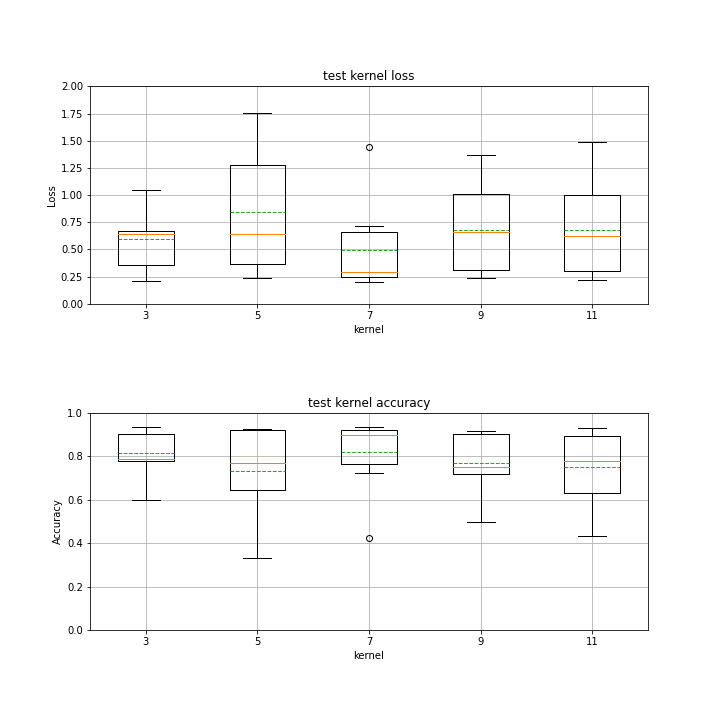 test kernel loss
2.00
1.75
1.50
1.25
1.00
0.75
0.50
0.25
0.00
Loss
3 5 7 9 11
kernel
test kernel accuracy
1.0
0.8
0.6
0.4
0.2
0.0
Accuracy
3 5 7 9 11
kernel